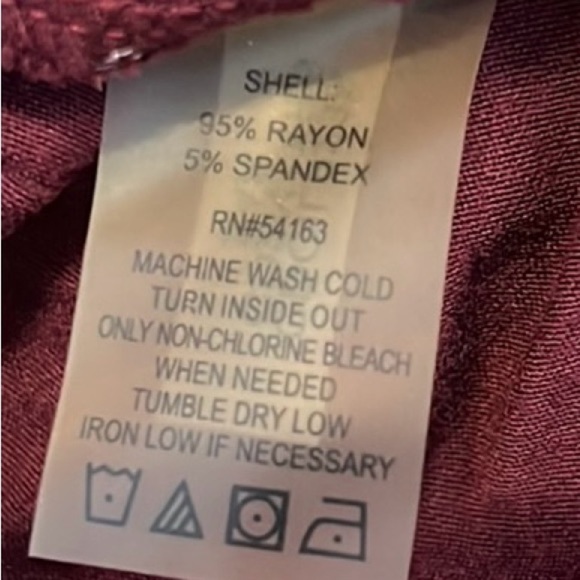 SHELL:
95% RAYON
5% SPANDEX
RN#54163
MACHINE WASH COLD
TURN INSIDE OUT
ONLY NON-CHLORINE BLEACH
WHEN NEEDED
TUMBLE DRY LOW
IRON LOW IF NECESSARY